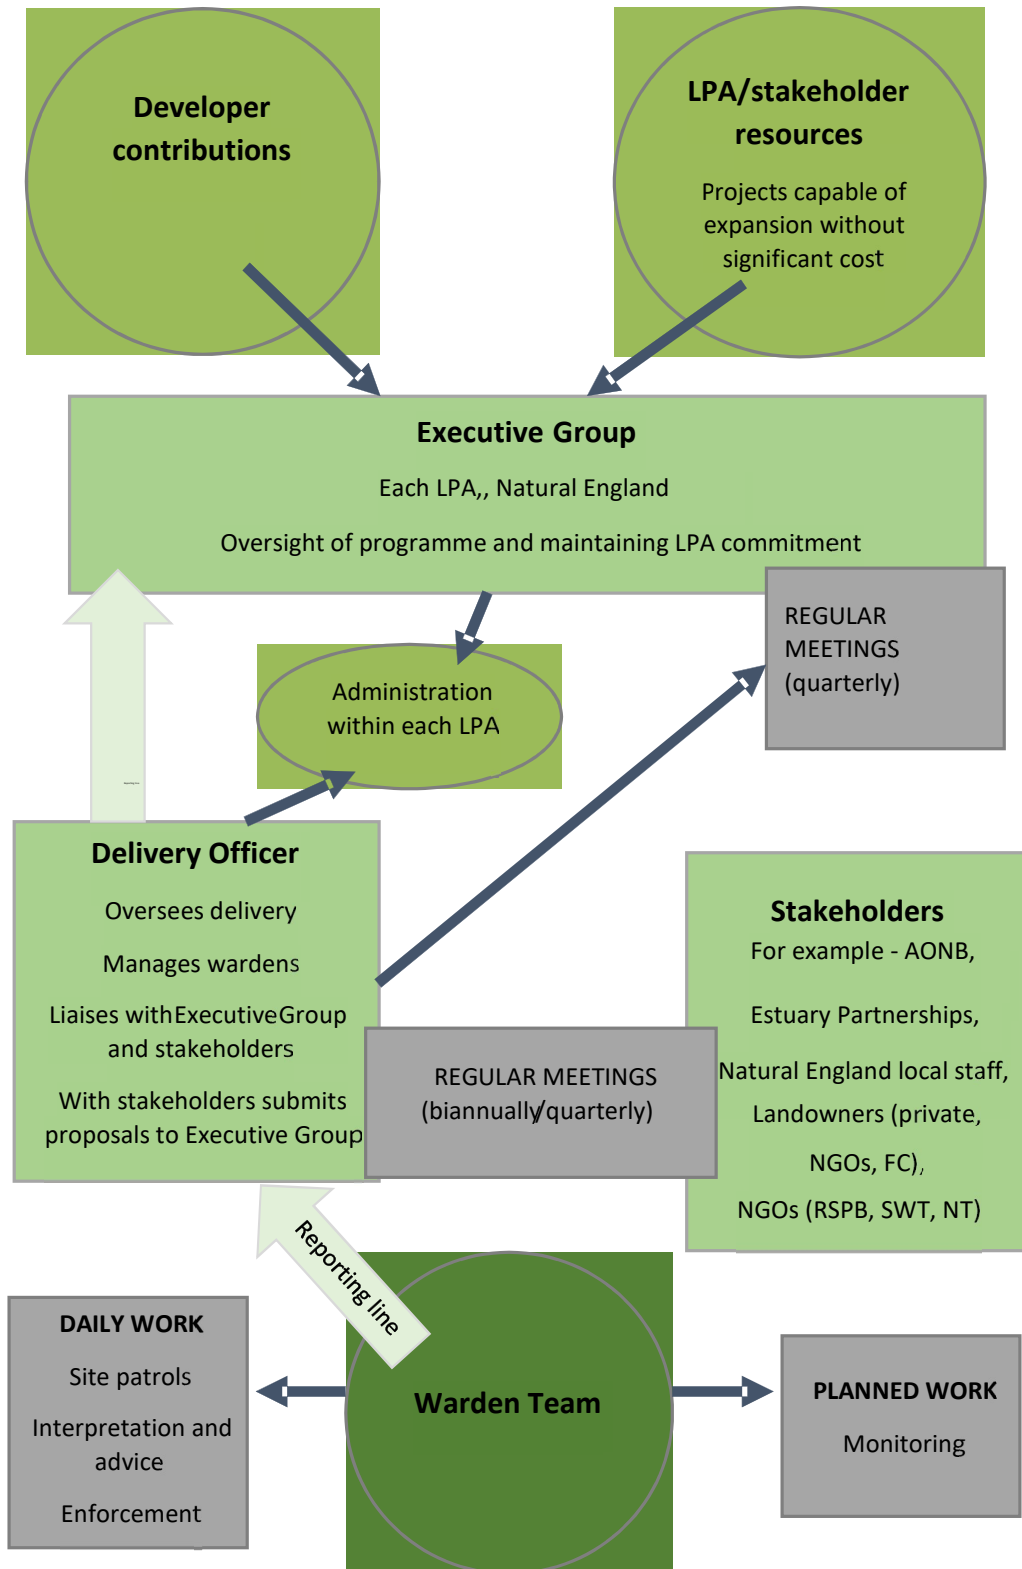 Developer
contributions
LPA/stakeholder
resources
Projects capable of
expansion without
significant cost
Executive Group
Each LPA,, Natural England
Oversight of programme and maintaining LPA commitment
REGULAR
MEETINGS
(quarterly)
Administration
within each LPA
Delivery Officer
Oversees delivery
Manages wardens
Liaises with Executive Group
and stakeholders
With stakeholders submits
proposals to Executive Group
REGULAR MEETINGS
(biannually/quarterly)
Stakeholders
For example - AONB,
Estuary Partnerships,
Natural England local staff,
Landowners (private,
NGOs, FC),
NGOs (RSPB, SWT, NT)
Reporting line
Warden Team
DAILY WORK
Site patrols
Interpretation and
advice
Enforcement
PLANNED WORK
Monitoring